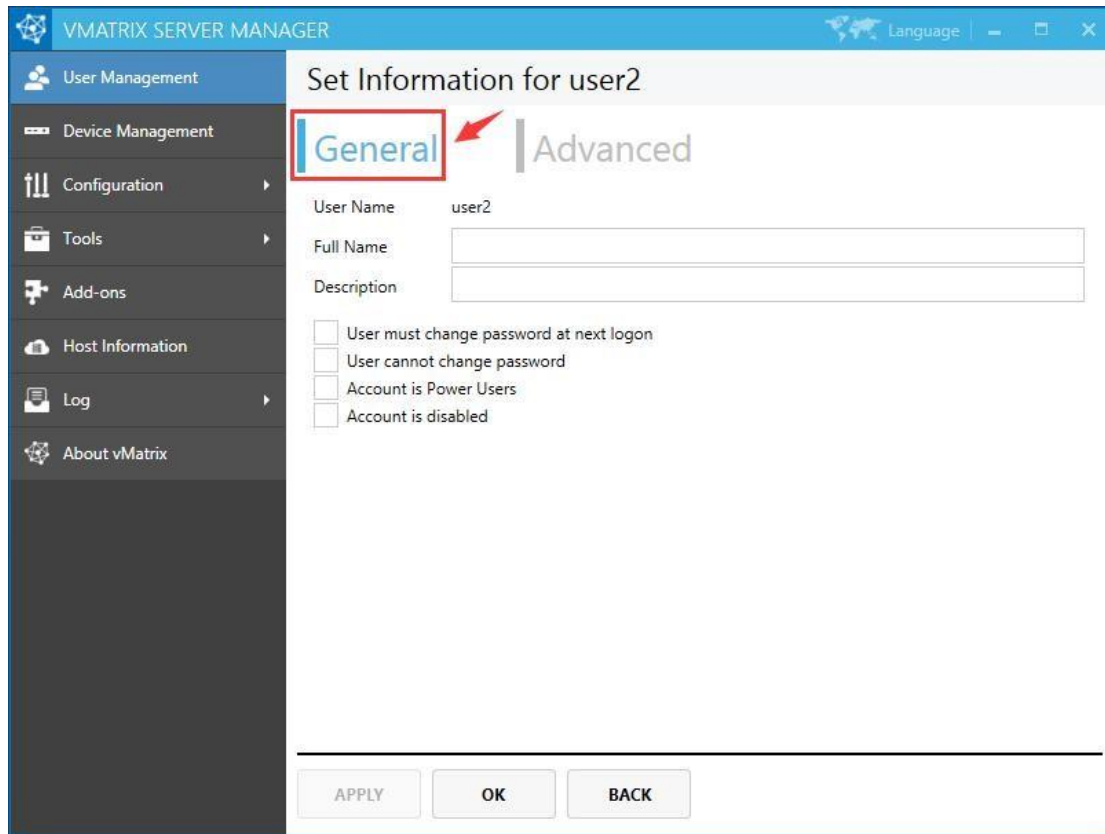 VMATRIX SERVER MANAGER
Language
User Management
Device Management
Configuration
Tools
Add-ons
Host Information
Log
About vMatrix
Set Information for user2
General
Advanced
User Name user2
Full Name
Description
User must change password at next logon
User cannot change password
Account is Power Users
Account is disabled
APPLY OK BACK